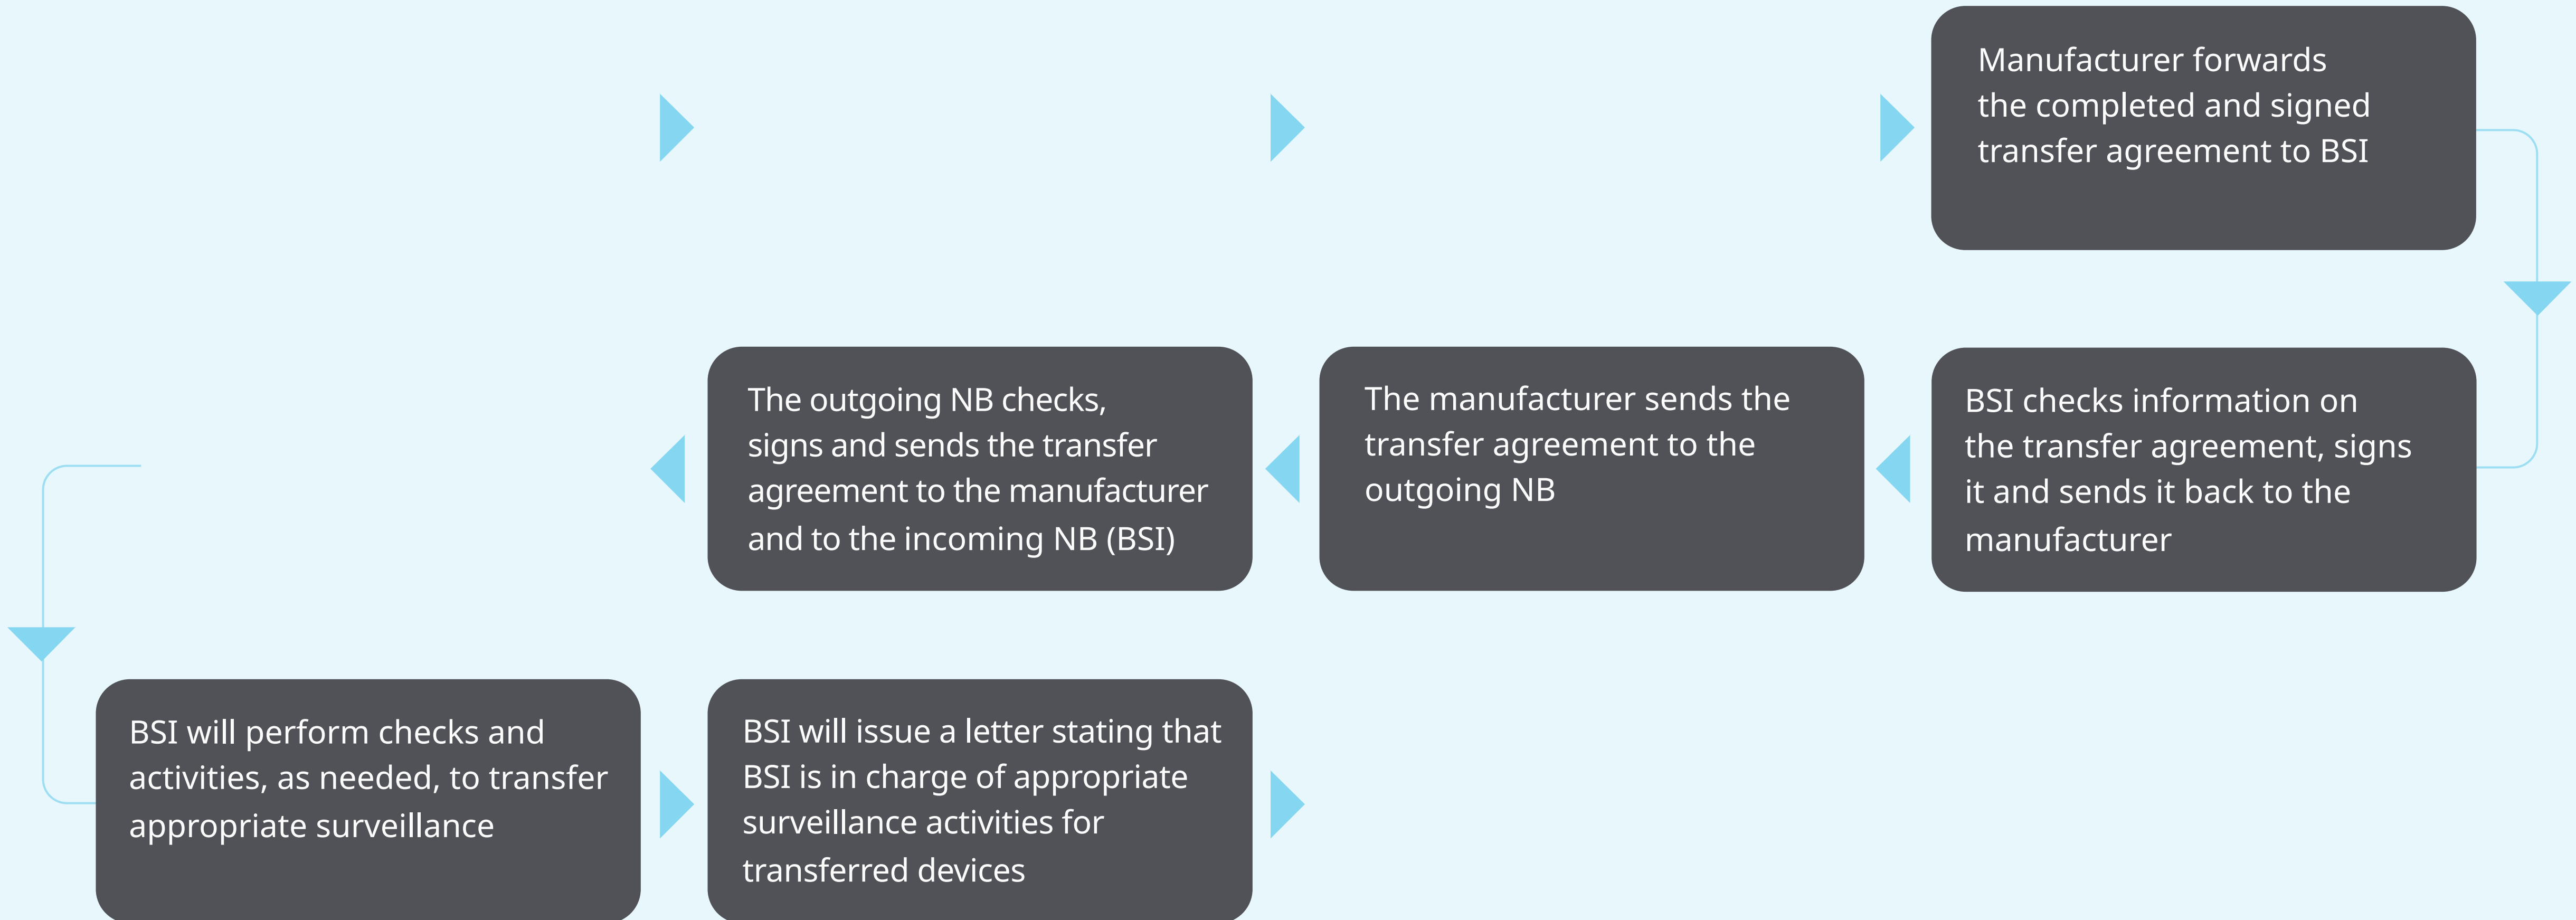 Manufacturer forwards
the completed and signed
transfer agreement to BSI
BSI checks information on
the transfer agreement, signs
it and sends it back to the
manufacturer
The manufacturer sends the
transfer agreement to the
outgoing NB
The outgoing NB checks,
signs and sends the transfer
agreement to the manufacturer
and to the incoming NB (BSI)
BSI will perform checks and
activities, as needed, to transfer
appropriate surveillance
BSI will issue a letter stating that
BSI is in charge of appropriate
surveillance activities for
transferred devices